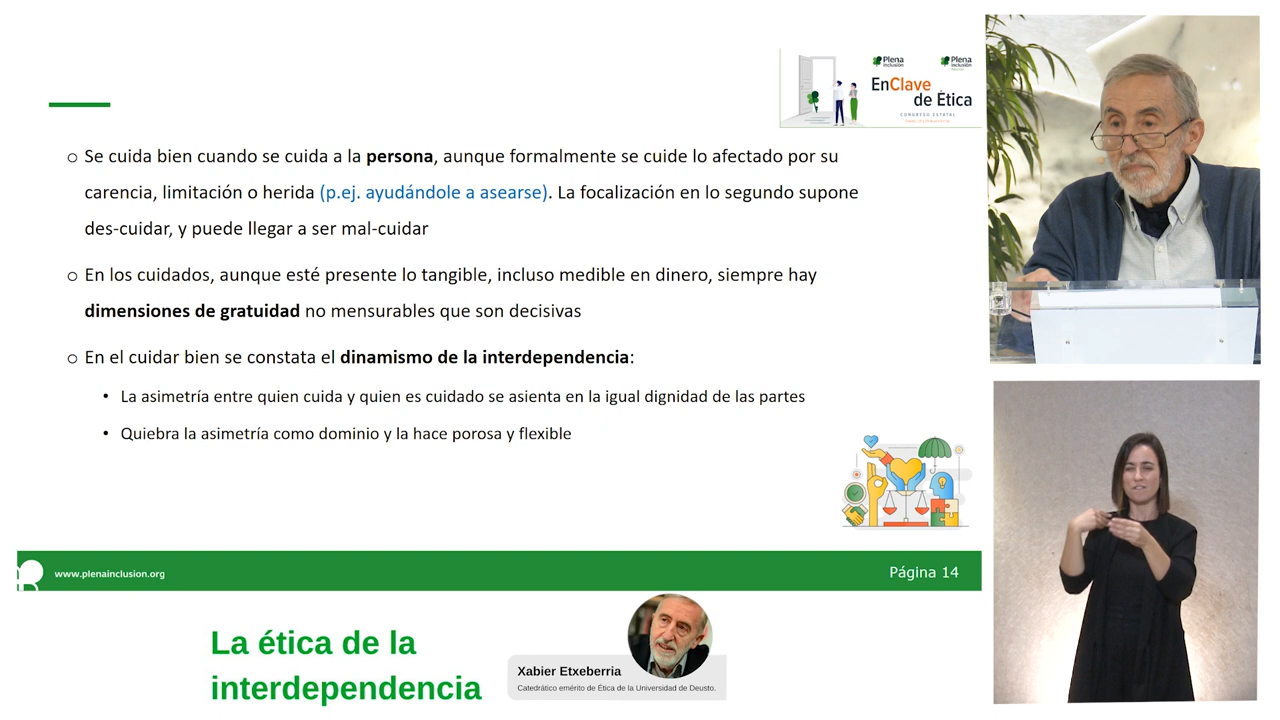 Plena
inclusión
Plena
inclusión
EnClave
de Ética
CONGRESO ESTATAL
○ Se cuida bien cuando se cuida a la persona, aunque formalmente se cuide lo afectado por su
carencia, limitación o herida (p.ej. ayudándole a asearse). La focalización en lo segundo supone
des-cuidar, y puede llegar a ser mal-cuidar
○ En los cuidados, aunque esté presente lo tangible, incluso medible en dinero, siempre hay
dimensiones de gratuidad no mensurables que son decisivas
○ En el cuidar bien se constata el dinamismo de la interdependencia:
• La asimetría entre quien cuida y quien es cuidado se asienta en la igual dignidad de las partes
• Quiebra la asimetría como dominio y la hace porosa y flexible
www.plenainclusion.org
Página 14
La ética de la
interdependencia
Xabier Etxeberria
Catedrático emérito de Ética de la Universidad de Deusto.